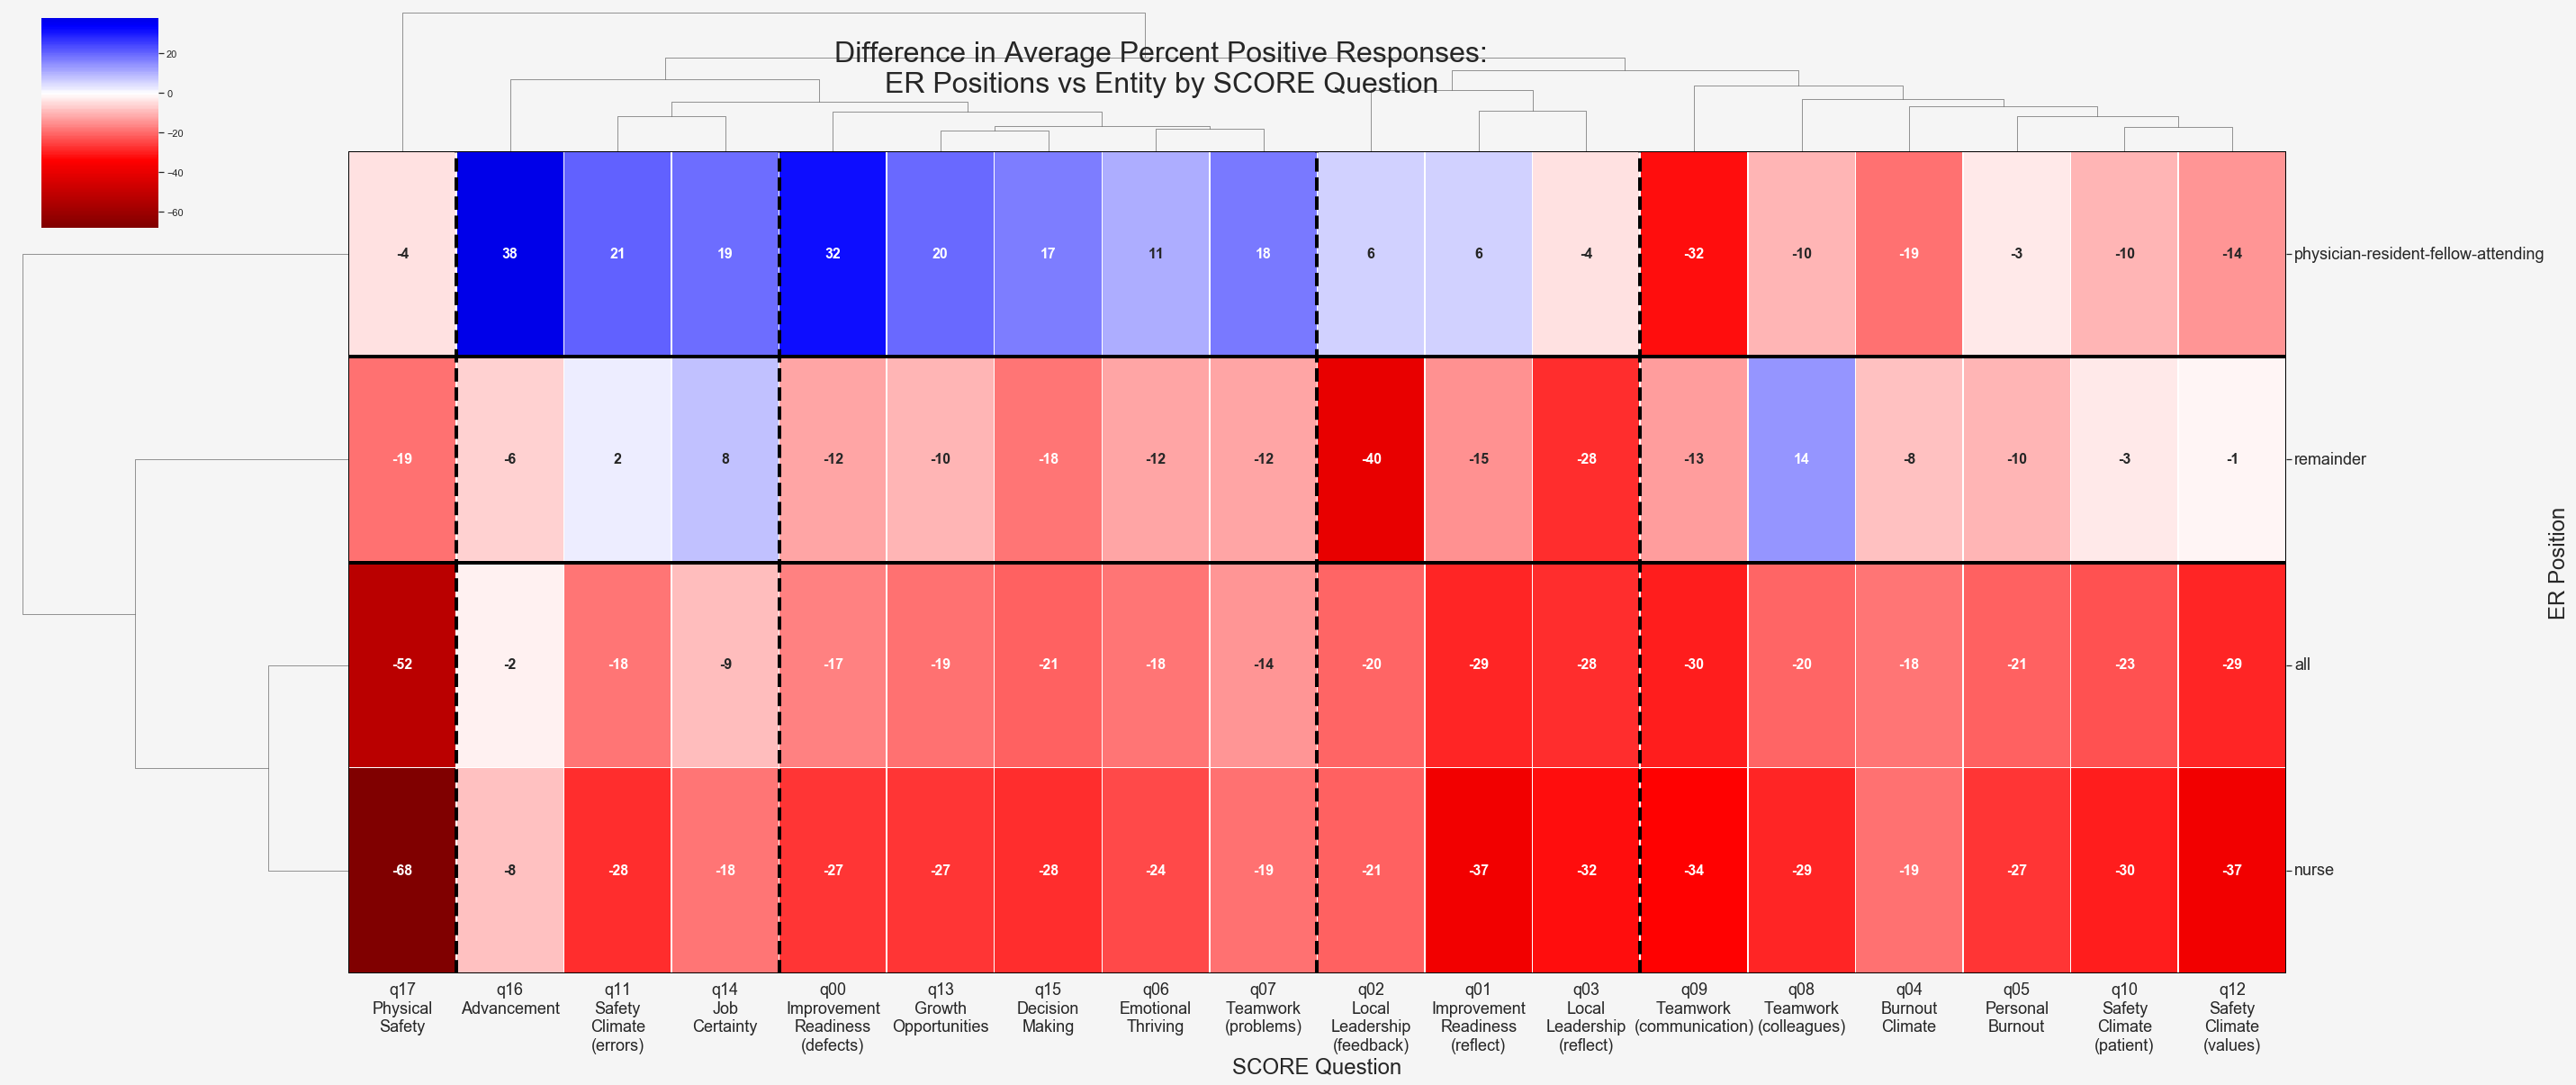 Difference in Average Percent Positive Responses:
ER Positions vs Entity by SCORE Question
20
0
−20
−40
−60
-4 38 21 19 32 20 17 11 18 6 6 -4 -32 -10 -19 -3 -10 -14
physician-resident-fellow-attending
-19 -6 2 8 -12 -10 -18 -12 -12 -40 -15 -28 -13 14 -8 -10 -3 -1
remainder
-52 -2 -18 -9 -17 -19 -21 -18 -14 -20 -29 -28 -30 -20 -18 -21 -23 -29
all
-68 -8 -28 -18 -27 -27 -28 -24 -19 -21 -37 -32 -34 -29 -19 -27 -30 -37
nurse
ER Position
q17
Physical
Safety
q16
Advancement
q11
Safety
Climate
(errors)
q14
Job
Certainty
q00
Improvement
Readiness
(defects)
q13
Growth
Opportunities
q15
Decision
Making
q06
Emotional
Thriving
q07
Teamwork
(problems)
q02
Local
Leadership
(feedback)
q01
Improvement
Readiness
(reflect)
q03
Local
Leadership
(reflect)
q09
Teamwork
(communication)
q08
Teamwork
(colleagues)
q04
Burnout
Climate
q05
Personal
Burnout
q10
Safety
Climate
(patient)
q12
Safety
Climate
(values)
SCORE Question